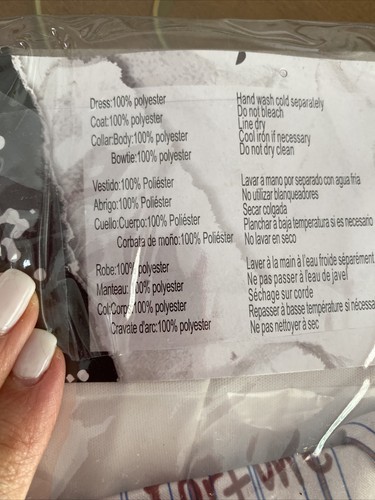 Dress:100% polyester
Coat:100% polyester
Collar:Body:100% polyester
Bowtie:100% polyester
Hand wash cold separately
Do not bleach
Line dry
Cool iron if necessary
Do not dry clean
Vestido:100% Poliéster
Abrigo:100% Poliéster
Cuello:Cuerpo:100% Poliéster
Corbata de moño:100% Poliéster
Lavar a mano por separado con agua fria
No utilizar blanqueadores
Secar colgada
Planchar a baja temperatura si es necesario
No lavar en seco
Robe:100% polyester
Manteau:100% polyester
Col:Corps:100% polyester
Cravate d'arc:100% polyester
Laver à la main à l'eau froide séparément
Ne pas passer à l'eau de javel
Séchage sur corde
Repasser à basse température si nécessa
Ne pas nettoyer à sec